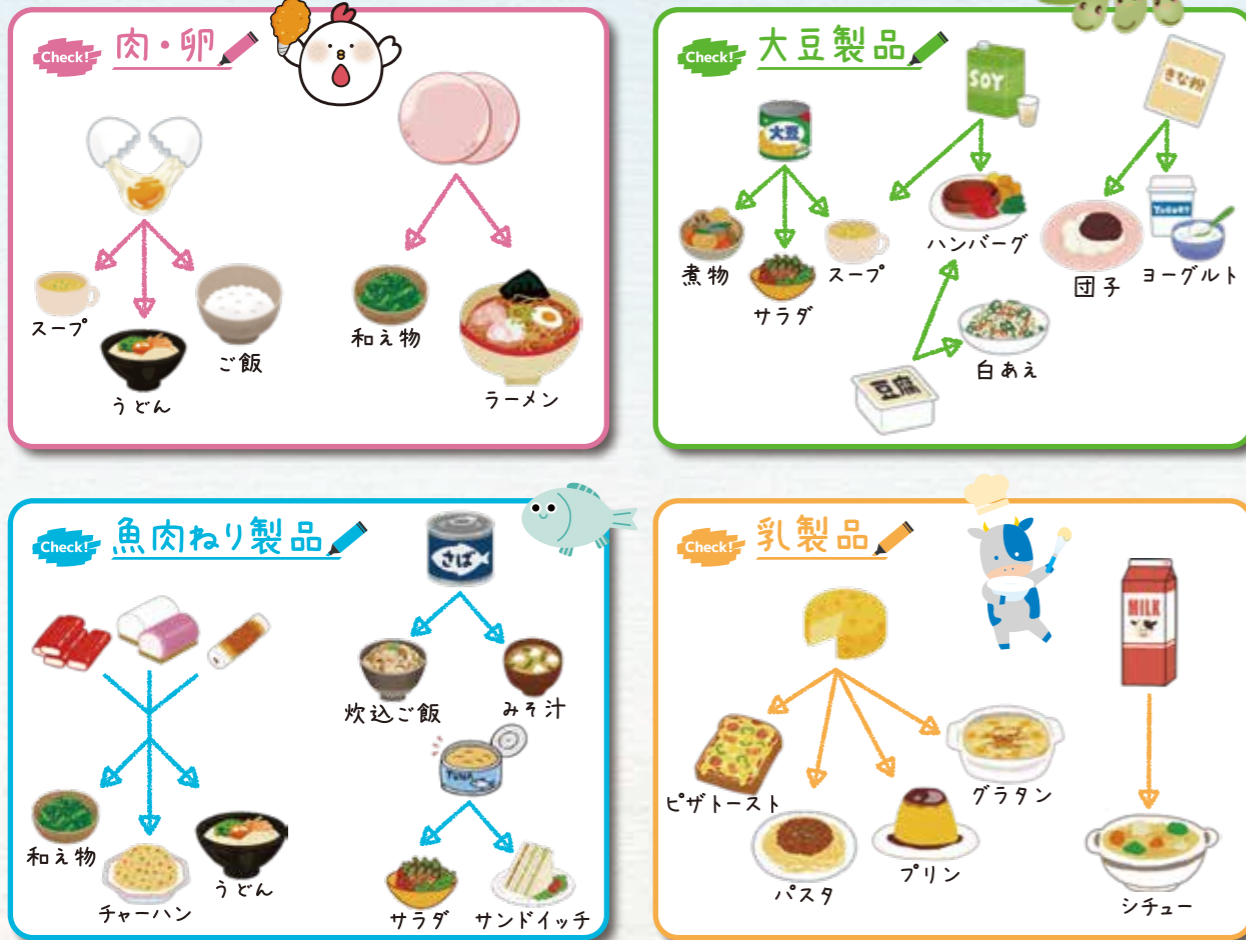 Check! 肉・卵
スープ
うどん
ご飯
和え物
ラーメン
Check! 大豆製品
大豆
SOY
きな粉
煮物
サラダ
スープ
ハンバーグ
団子
YOGURT
ヨーグルト
豆腐
白あえ
Check! 魚肉ねり製品
さば
炊込ご飯
みそ汁
TUNA
和え物
チャーハン
うどん
サラダ
サンドイッチ
Check! 乳製品
MILK
ピザトースト
パスタ
プリン
グラタン
シチュー